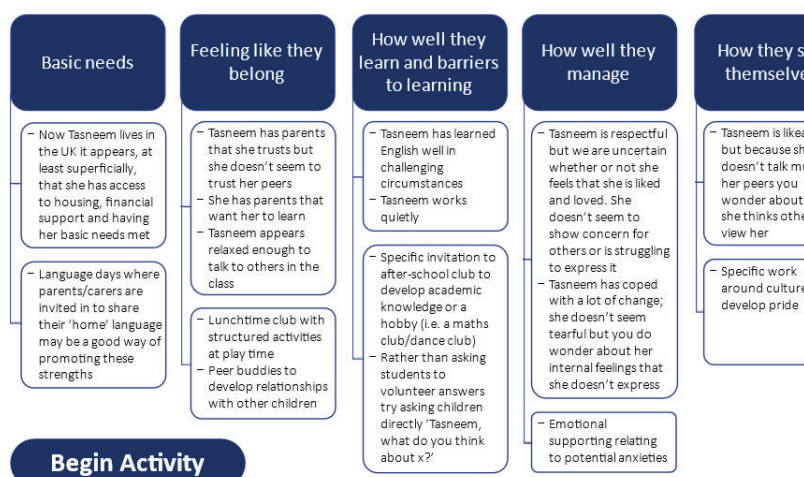 Basic needs
– Now Tasneem lives in
the UK it appears, at
least superficially,
that she has access
to housing, financial
support and having
her basic needs met
– Language days where
parents/carers are
invited in to share
their ‘home’ language
may be a good way of
promoting these
strengths
Feeling like they
belong
– Tasneem has parents
that she trusts but
she doesn’t seem to
trust her peers
– She has parents that
want her to learn
– Tasneem appears
relaxed enough to
talk to others in the
class
– Lunchtime club with
structured activities
at play time
– Peer buddies to
develop relationships
with other children
How well they
learn and barriers
to learning
– Tasneem has learned
English well in
challenging
circumstances
– Tasneem works
quietly
– Specific invitation to
after-school club to
develop academic
knowledge or a
hobby (i.e. a maths
club/dance club)
– Rather than asking
students to
volunteer answers
try asking children
directly ‘Tasneem,
what do you think
about x?’
How well they
manage
– Tasneem is respectful
but we are uncertain
whether or not she
feels that she is liked
and loved. She
doesn’t seem to
show concern for
others or is struggling
to express it
– Tasneem has coped
with a lot of change;
she doesn’t seem
tearful but you do
wonder about her
internal feelings that
she doesn’t express
– Emotional
supporting relating
to potential anxieties
How they
– Tasneem is
but because
doesn’t talk
her peers you
wonder about
she thinks
view her
– Specific work
around
develop pride
Begin Activity